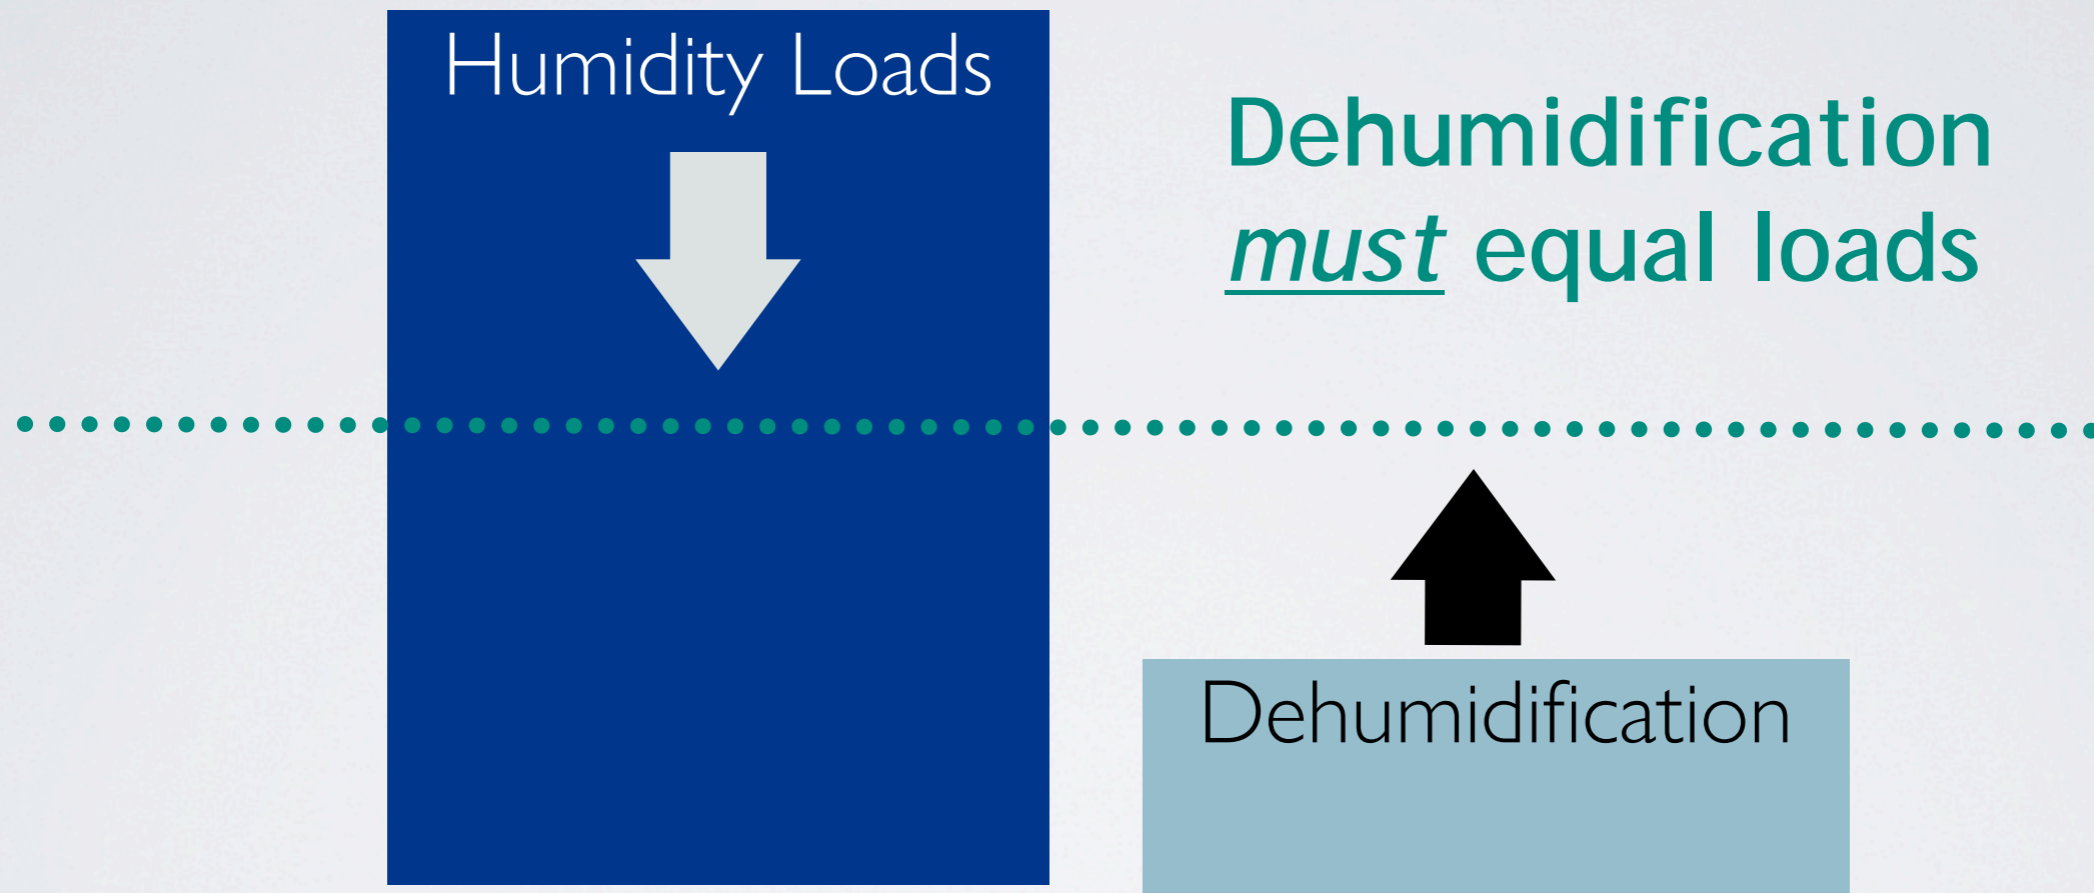 Humidity Loads
Dehumidification
must equal loads
Dehumidification